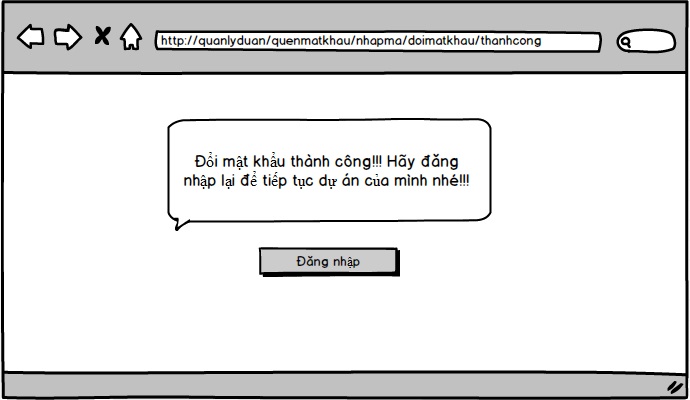 http://quanlyduan/quenmatkhau/nhapma/doimatkhau/thanhcong
Đổi mật khẩu thành công!!! Hãy đăng
nhập lại để tiếp tục dự án của mình nhé!!!
Đăng nhập